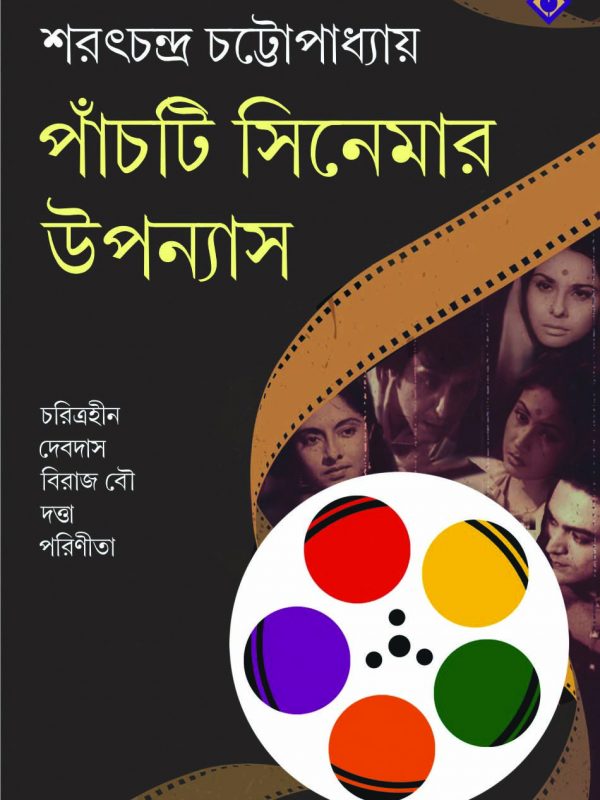 শরৎচন্দ্র চট্টোপাধ্যায়
পাঁচটি সিনেমার
উপন্যাস
চরিত্রহীন
দেবদাস
বিরাজ বৌ
দত্তা
পরিণীতা